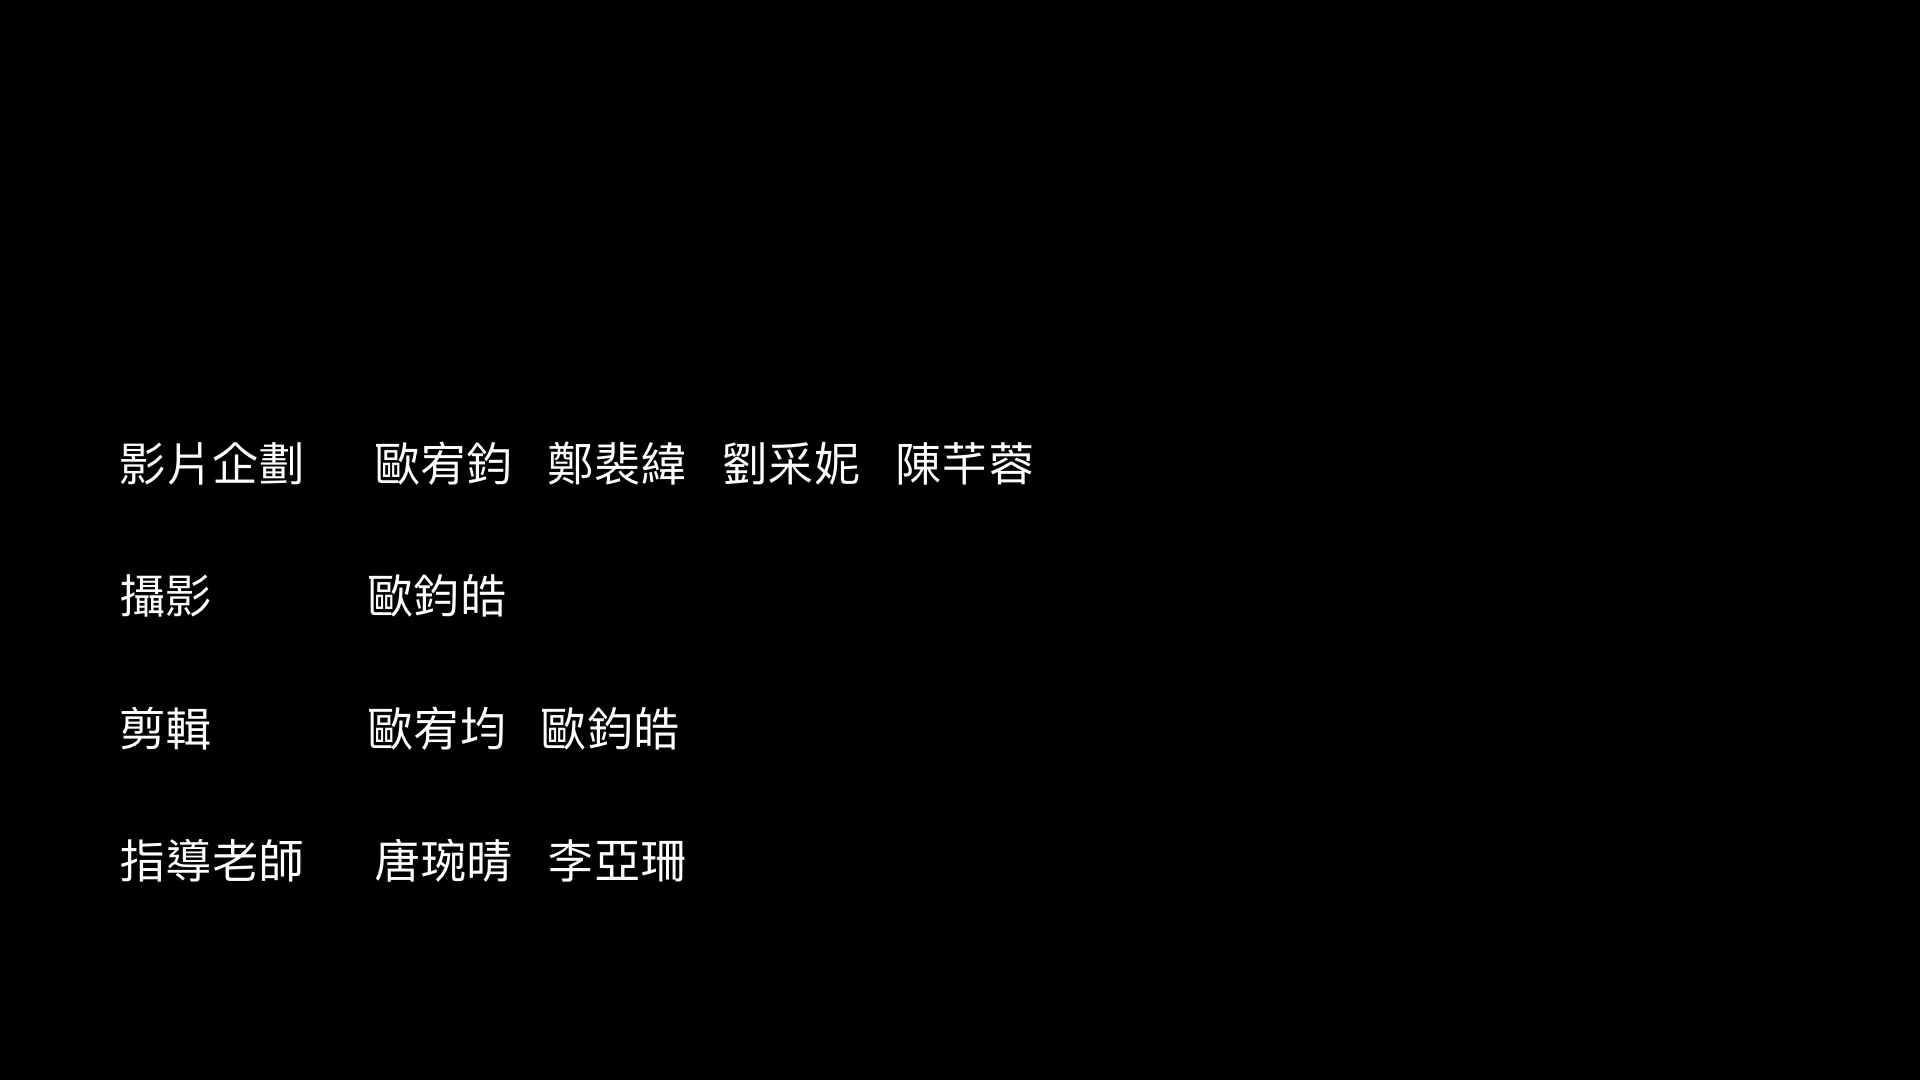 影片企劃 歐宥鈞 鄭裴緯 劉采妮 陳芊蓉
攝影 歐鈞皓
剪輯 歐宥均 歐鈞皓
指導老師 唐琬晴 李亞珊